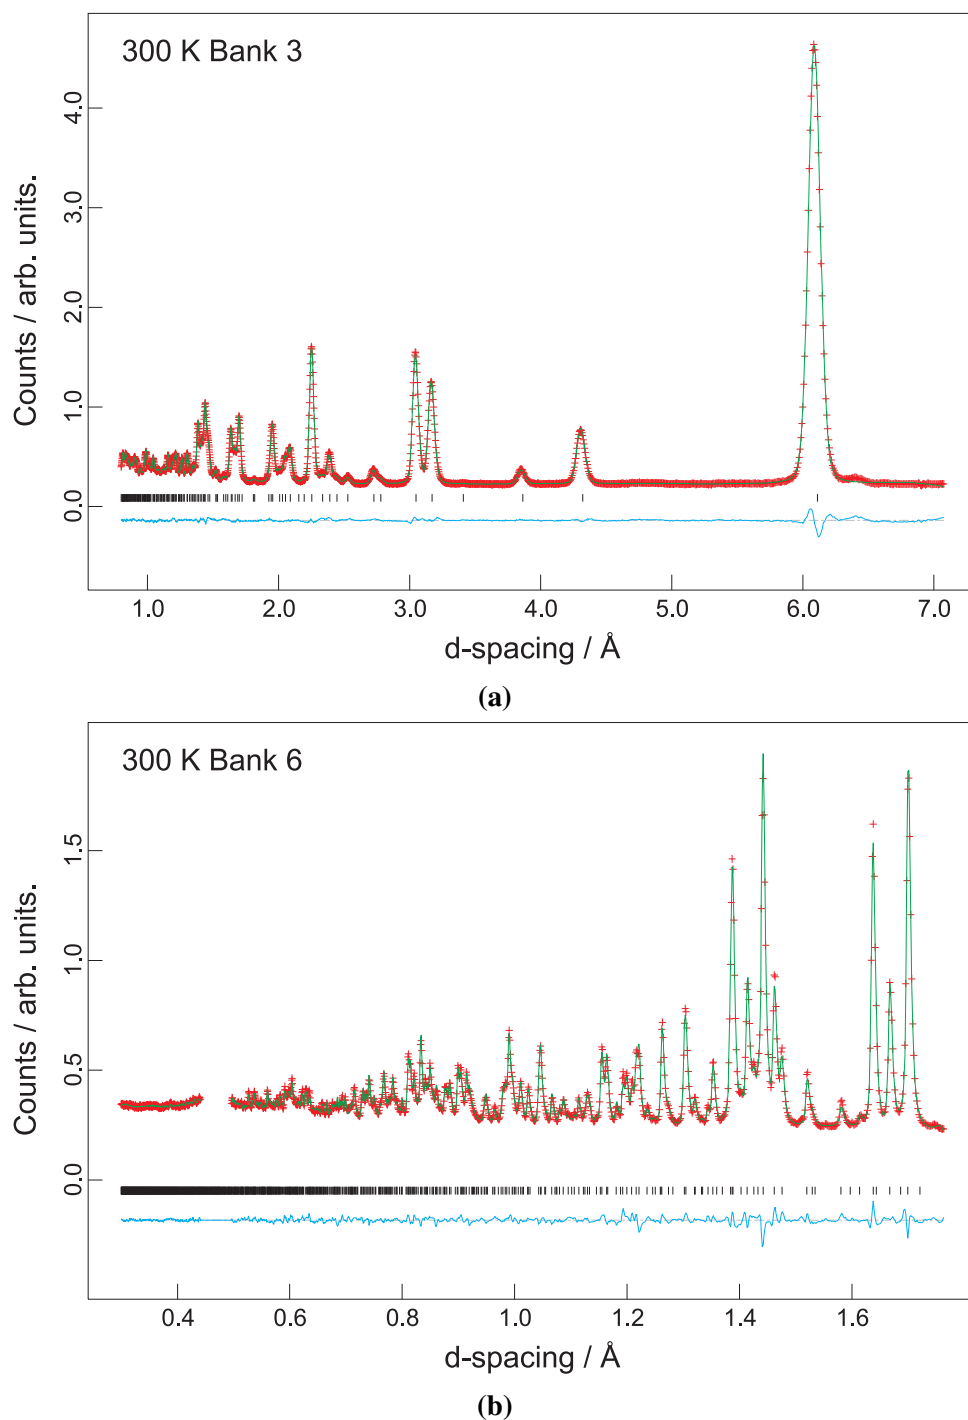 300 K Bank 3
4.0
3.0
2.0
1.0
0.0
Counts / arb. units.
1.0 2.0 3.0 4.0 5.0 6.0 7.0
d-spacing / Å
(a)
300 K Bank 6
1.5
1.0
0.5
0.0
Counts / arb. units.
0.4 0.6 0.8 1.0 1.2 1.4 1.6
d-spacing / Å
(b)